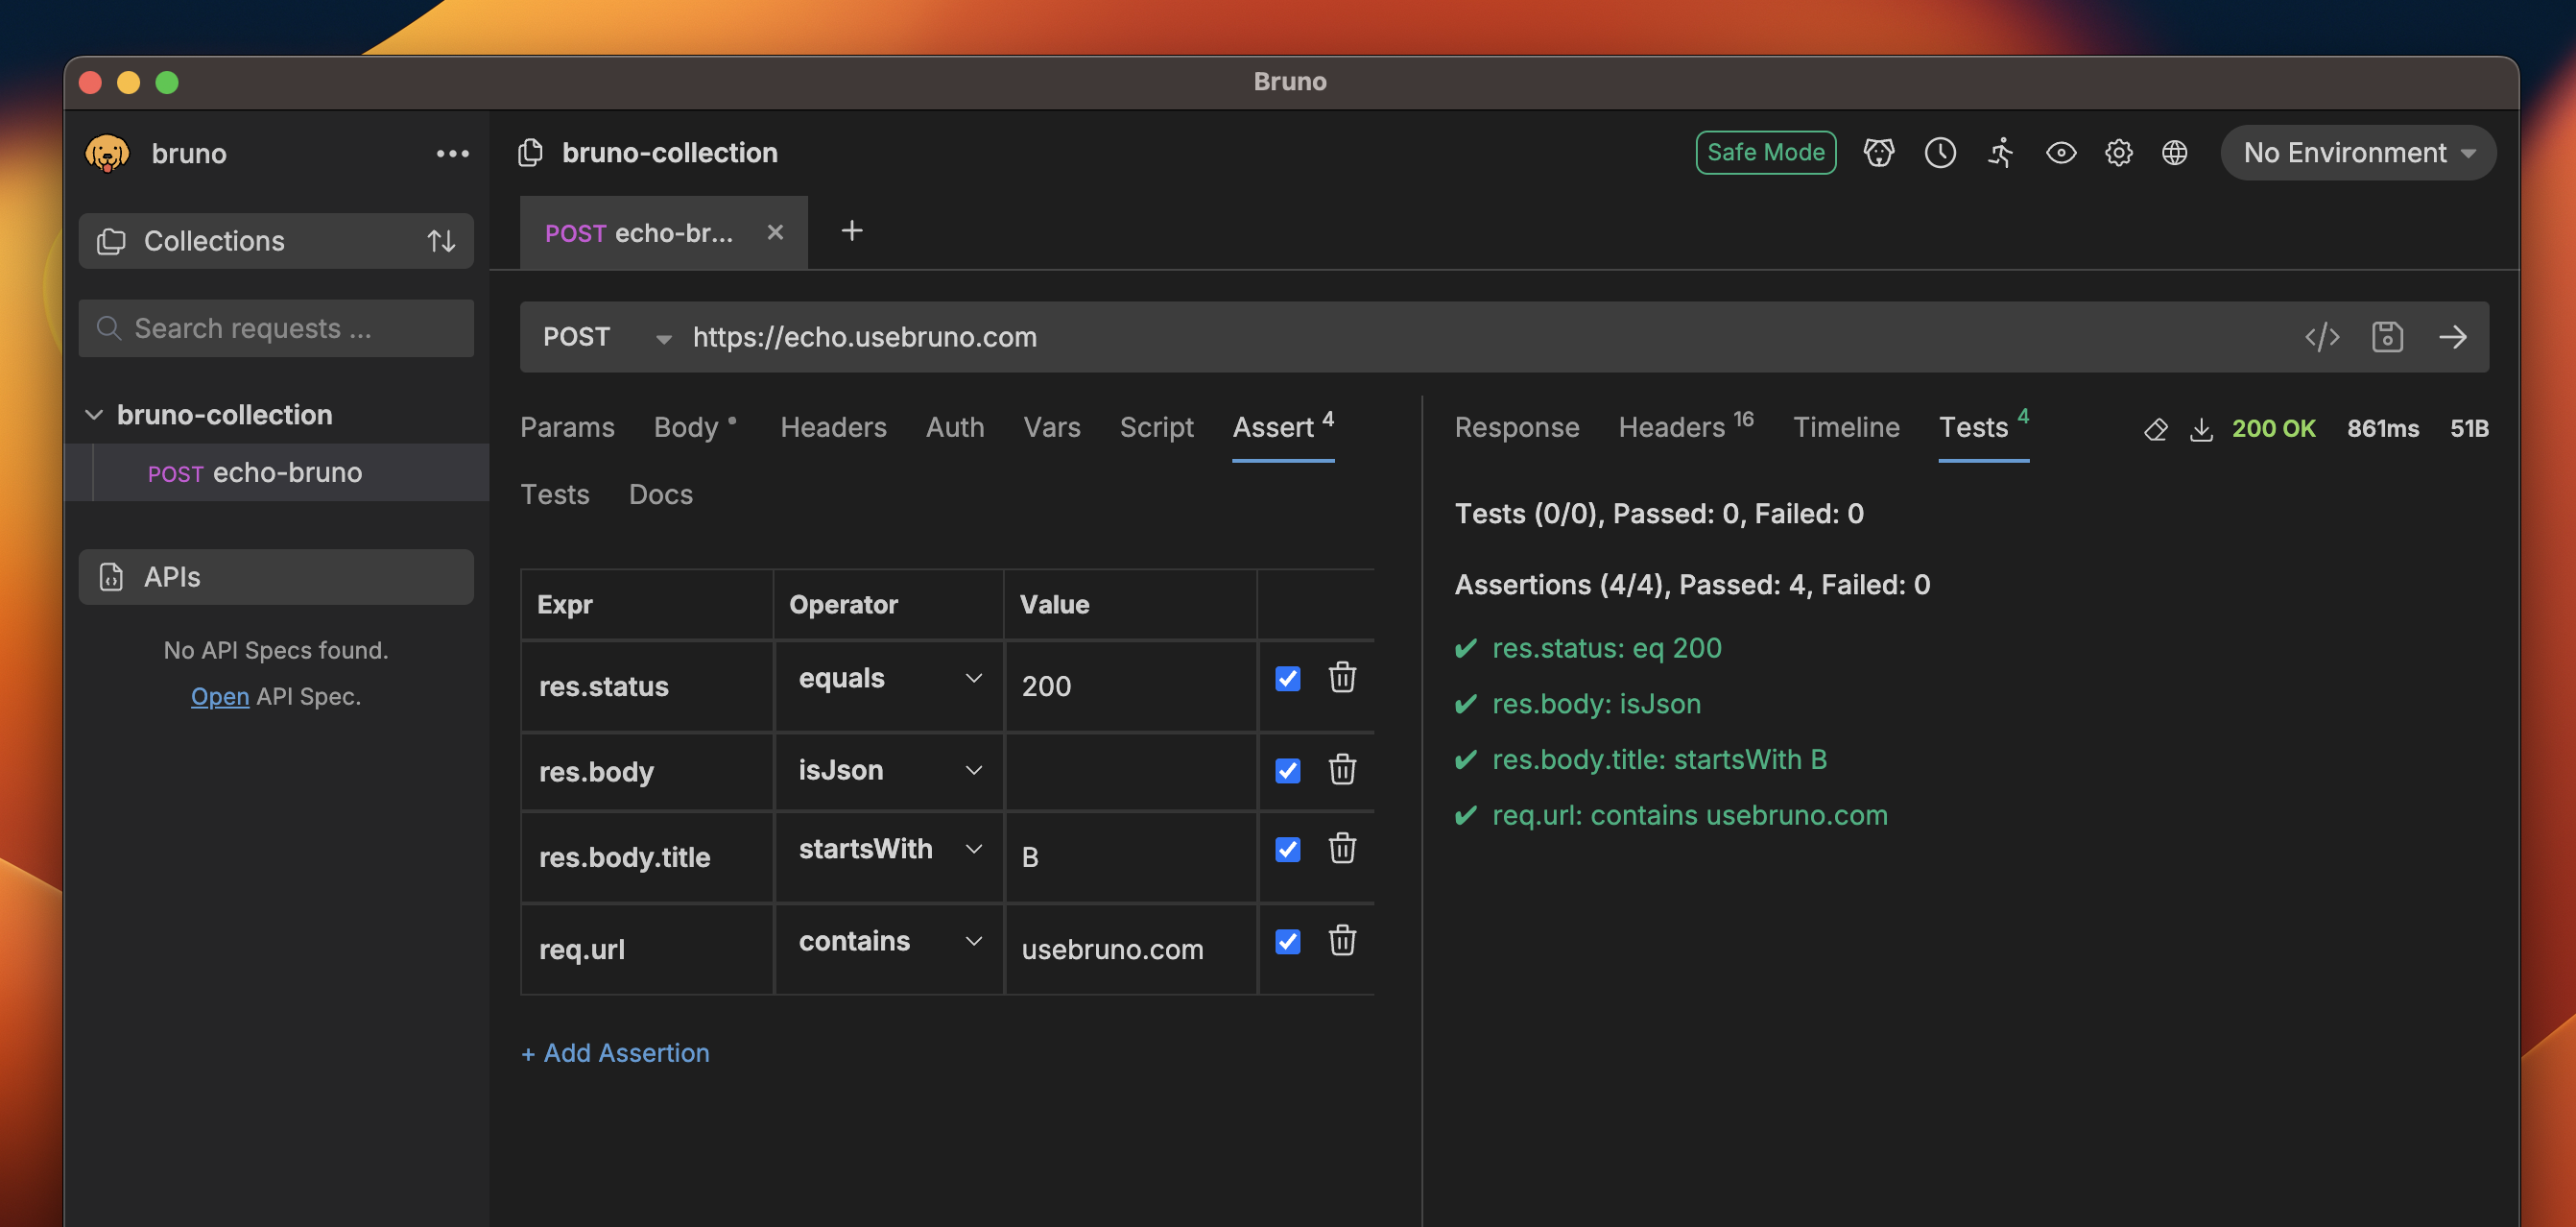 Bruno
bruno
bruno-collection
Safe Mode
No Environment
Collections
POST echo-br...
Search requests ...
POST
https://echo.usebruno.com
bruno-collection
POST echo-bruno
Params Body Headers Auth Vars Script Assert 4
Tests Docs
Response Headers 16 Timeline Tests 4
200 OK 861ms 51B
Tests (0/0), Passed: 0, Failed: 0
Assertions (4/4), Passed: 4, Failed: 0
✔ res.status: eq 200
✔ res.body: isJson
✔ res.body.title: startsWith B
✔ req.url: contains usebruno.com
APIs
No API Specs found.
Open API Spec.
Expr Operator Value
res.status equals 200
res.body isJson
res.body.title startsWith B
req.url contains usebruno.com
+ Add Assertion